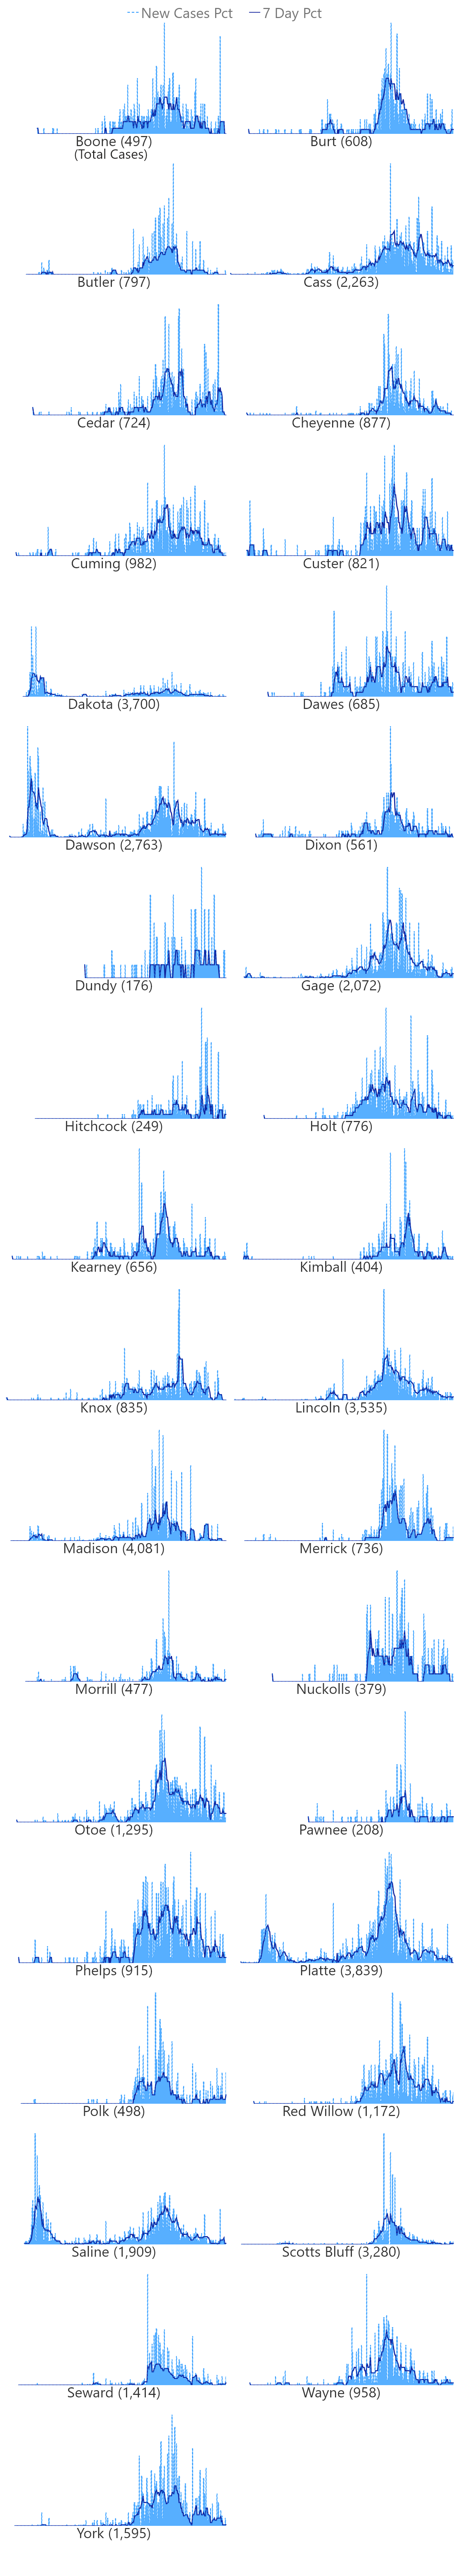 New Cases Pct 7 Day Pct
Boone (497) Burt (608)
(Total Cases)
Butler (797) Cass (2,263)
Cedar (724) Cheyenne (877)
Cuming (982) Custer (821)
Dakota (3,700) Dawes (685)
Dawson (2,763) Dixon (561)
Dundy (176) Gage (2,072)
Hitchcock (249) Holt (776)
Kearney (656) Kimball (404)
Knox (835) Lincoln (3,535)
Madison (4,081) Merrick (736)
Morrill (477) Nuckolls (379)
Otoe (1,295) Pawnee (208)
Phelps (915) Platte (3,839)
Polk (498) Red Willow (1,172)
Saline (1,909) Scotts Bluff (3,280)
Seward (1,414) Wayne (958)
York (1,595)